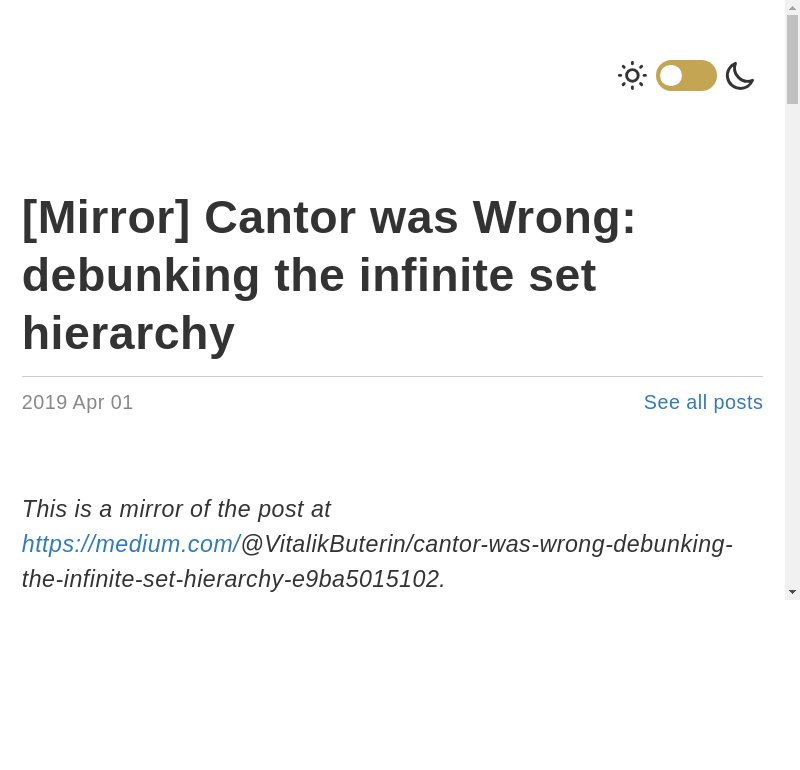 [Mirror] Cantor was Wrong:
debunking the infinite set
hierarchy
2019 Apr 01 See all posts
This is a mirror of the post at
https://medium.com/@VitalikButerin/cantor-was-wrong-debunking-
the-infinite-set-hierarchy-e9ba5015102.